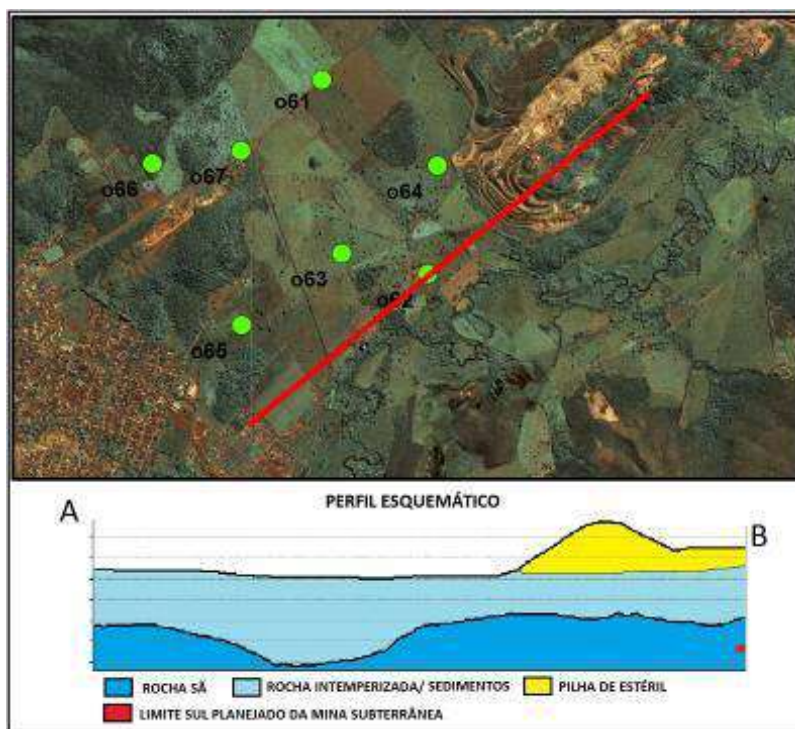 o61
o66
o67
o64
o63
o62
o65
PERFIL ESQUEMÁTICO
A
B
ROCHA SÃ
ROCHA INTEMPERIZADA/ SEDIMENTOS
PILHA DE ESTÉRIL
LIMITE SUL PLANEJADO DA MINA SUBTERRÂNEA